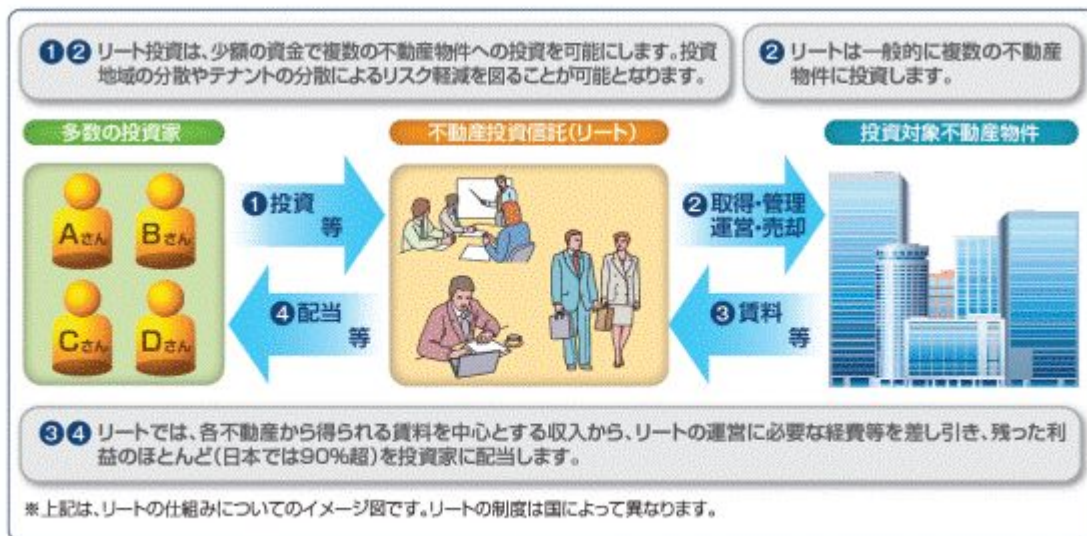 ❶❷ リート投資は、少額の資金で複数の不動産物件への投資を可能にします。投資
地域の分散やテナントの分散によるリスク軽減を図ることが可能となります。
❷ リートは一般的に複数の不動産
物件に投資します。
多数の投資家
不動産投資信託(リート)
投資対象不動産物件
Aさん
Bさん
Cさん
Dさん
❶投資
等
❷取得・管理
運営・売却
❹配当
等
❸賃料
等
❸❹ リートでは、各不動産から得られる賃料を中心とする収入から、リートの運営に必要な経費等を差し引き、残った利
益のほとんど(日本では90%超)を投資家に配当します。
※上記は、リートの仕組みについてのイメージ図です。リートの制度は国によって異なります。